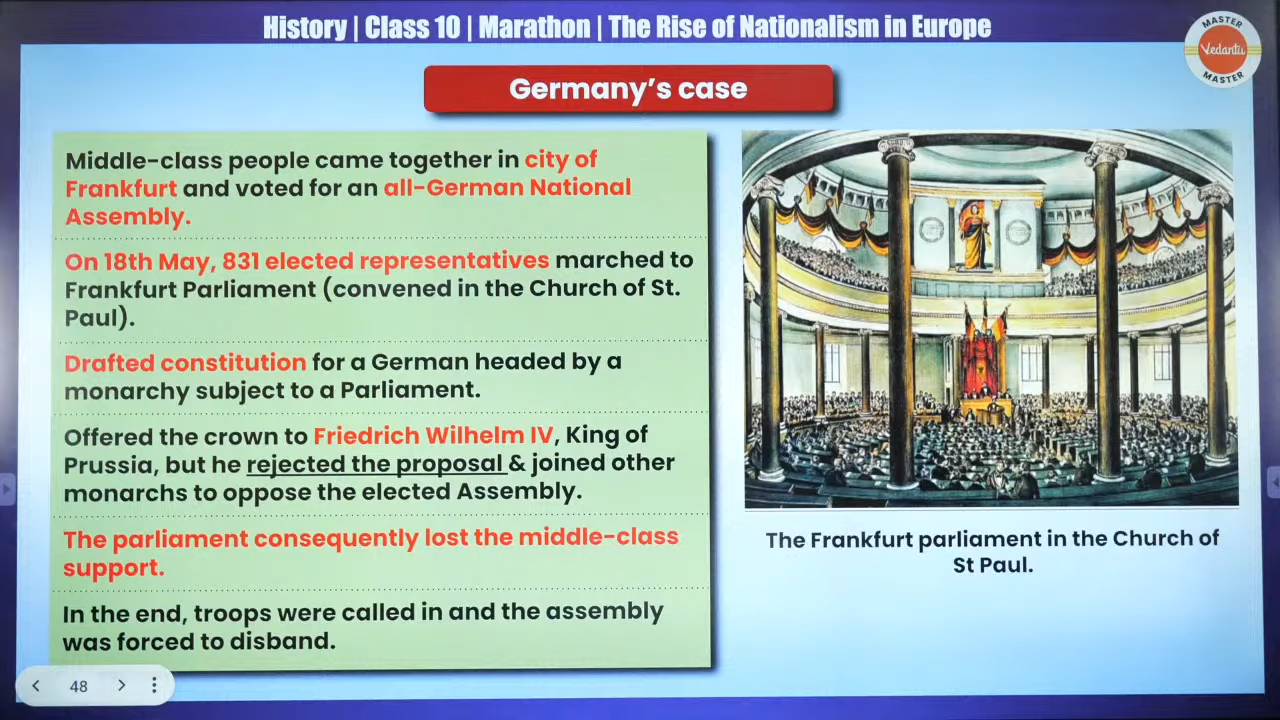 History | Class 10 | Marathon | The Rise of Nationalism in Europe
MASTER
Vedantu
MASTER
Germany's case
Middle-class people came together in city of
Frankfurt and voted for an all-German National
Assembly.
On 18th May, 831 elected representatives marched to
Frankfurt Parliament (convened in the Church of St.
Paul).
Drafted constitution for a German headed by a
monarchy subject to a Parliament.
Offered the crown to Friedrich Wilhelm IV, King of
Prussia, but he rejected the proposal & joined other
monarchs to oppose the elected Assembly.
The parliament consequently lost the middle-class
support.
In the end, troops were called in and the assembly
was forced to disband.
The Frankfurt parliament in the Church of
St Paul.
48